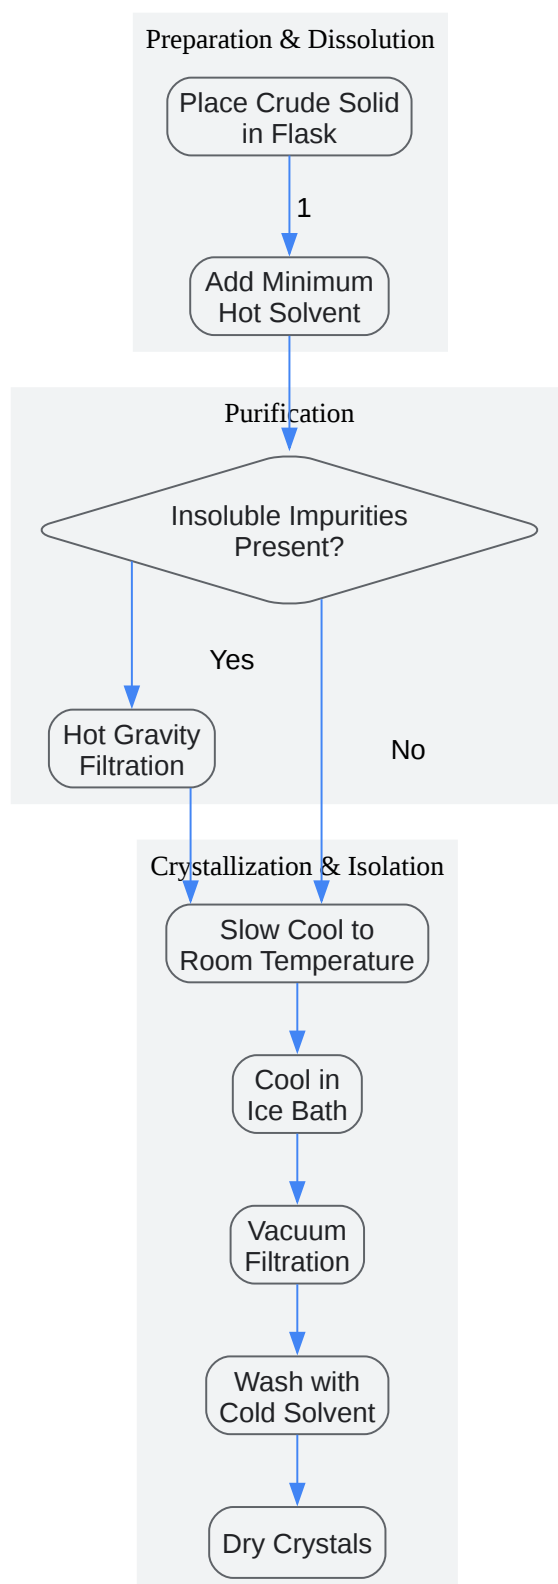 Preparation & Dissolution
Place Crude Solid
in Flask
1
Add Minimum
Hot Solvent
Purification
Insoluble Impurities
Present?
Yes
Hot Gravity
Filtration
No
Crystallization & Isolation
Slow Cool to
Room Temperature
Cool in
Ice Bath
Vacuum
Filtration
Wash with
Cold Solvent
Dry Crystals